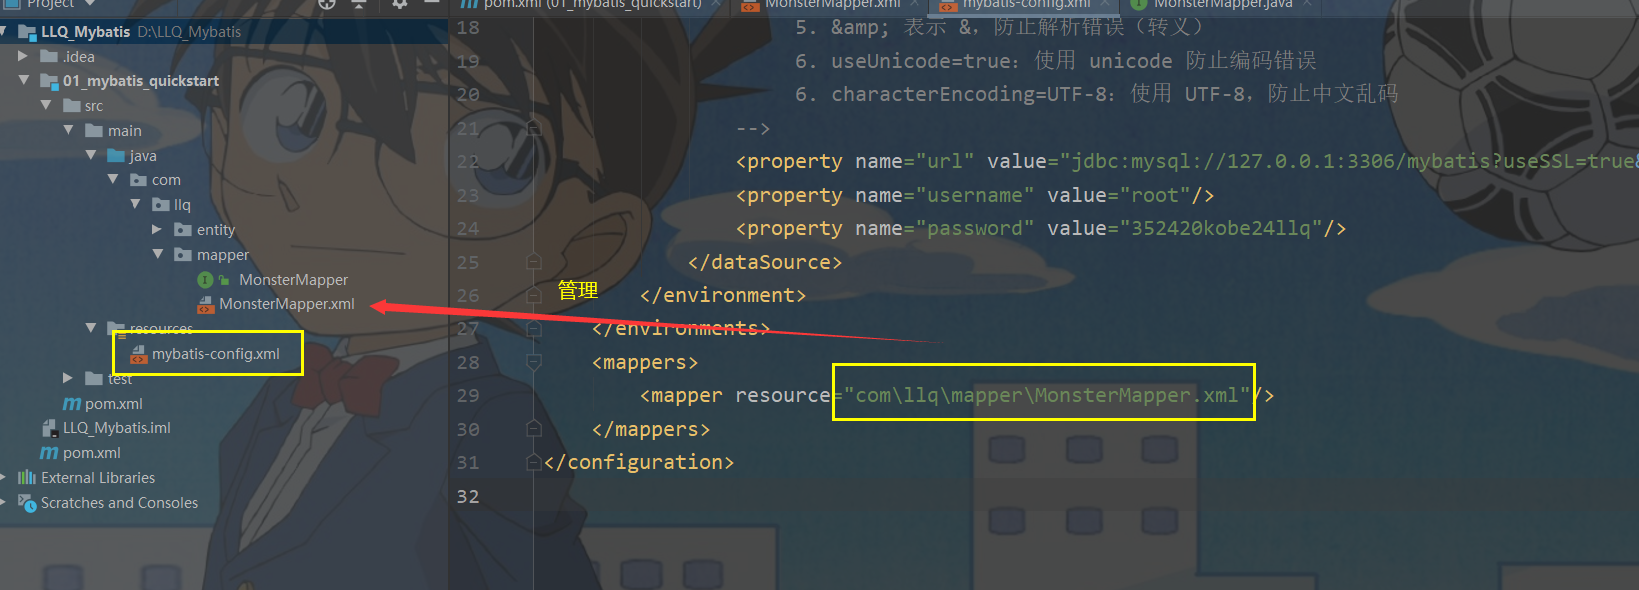 Project
LLQ_Mybatis D:\LLQ_Mybatis
.idea
01_mybatis_quickstart
src
main
java
com
llq
entity
mapper
MonsterMapper
MonsterMapper.xml
resources
mybatis-config.xml
test
pom.xml
LLQ_Mybatis.iml
pom.xml
External Libraries
Scratches and Consoles
pom.xml (01_mybatis_quickstart) MonsterMapper.xml mybatis-config.xml MonsterMapper.java
18 5. &amp; 表示 &，防止解析错误（转义）
19 6. useUnicode=true：使用 unicode 防止编码错误
20 6. characterEncoding=UTF-8：使用 UTF-8，防止中文乱码
21 -->
22 <property name="url" value="jdbc:mysql://127.0.0.1:3306/mybatis?useSSL=true&
23 <property name="username" value="root"/>
24 <property name="password" value="352420kobe24llq"/>
25 </dataSource>
26 </environment>
管理
27 </environments>
28 <mappers>
29 <mapper resource="com\llq\mapper\MonsterMapper.xml"/>
30 </mappers>
31 </configuration>
32